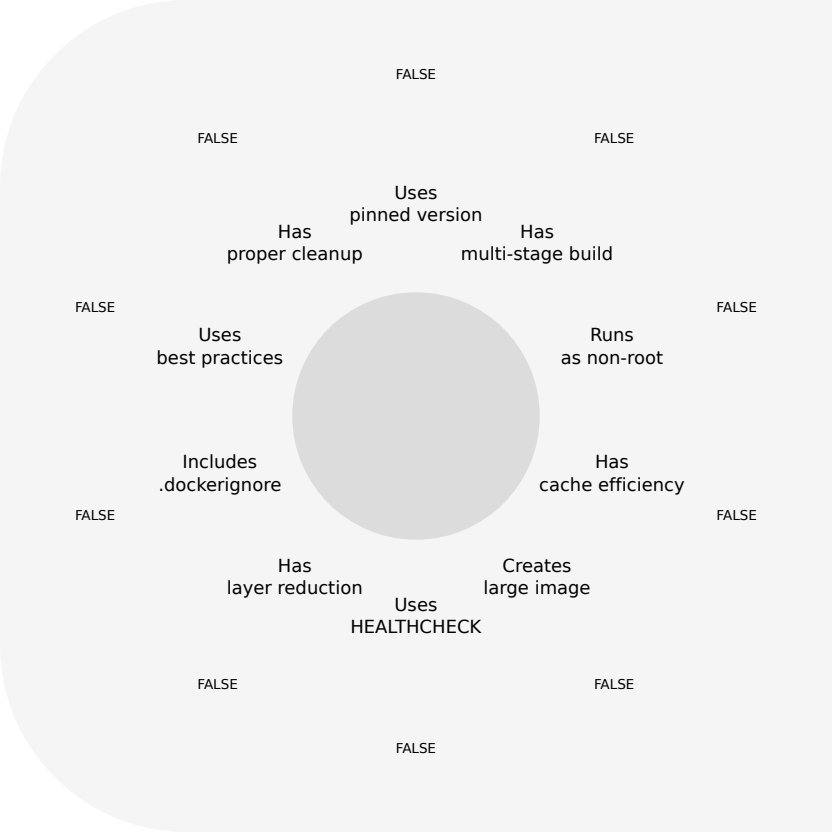 FALSE
FALSE
FALSE
Uses
pinned version
Has
proper cleanup
Has
multi-stage build
FALSE
FALSE
Uses
best practices
Runs
as non-root
Includes
.dockerignore
Has
cache efficiency
FALSE
FALSE
Has
layer reduction
Creates
large image
Uses
HEALTHCHECK
FALSE
FALSE
FALSE